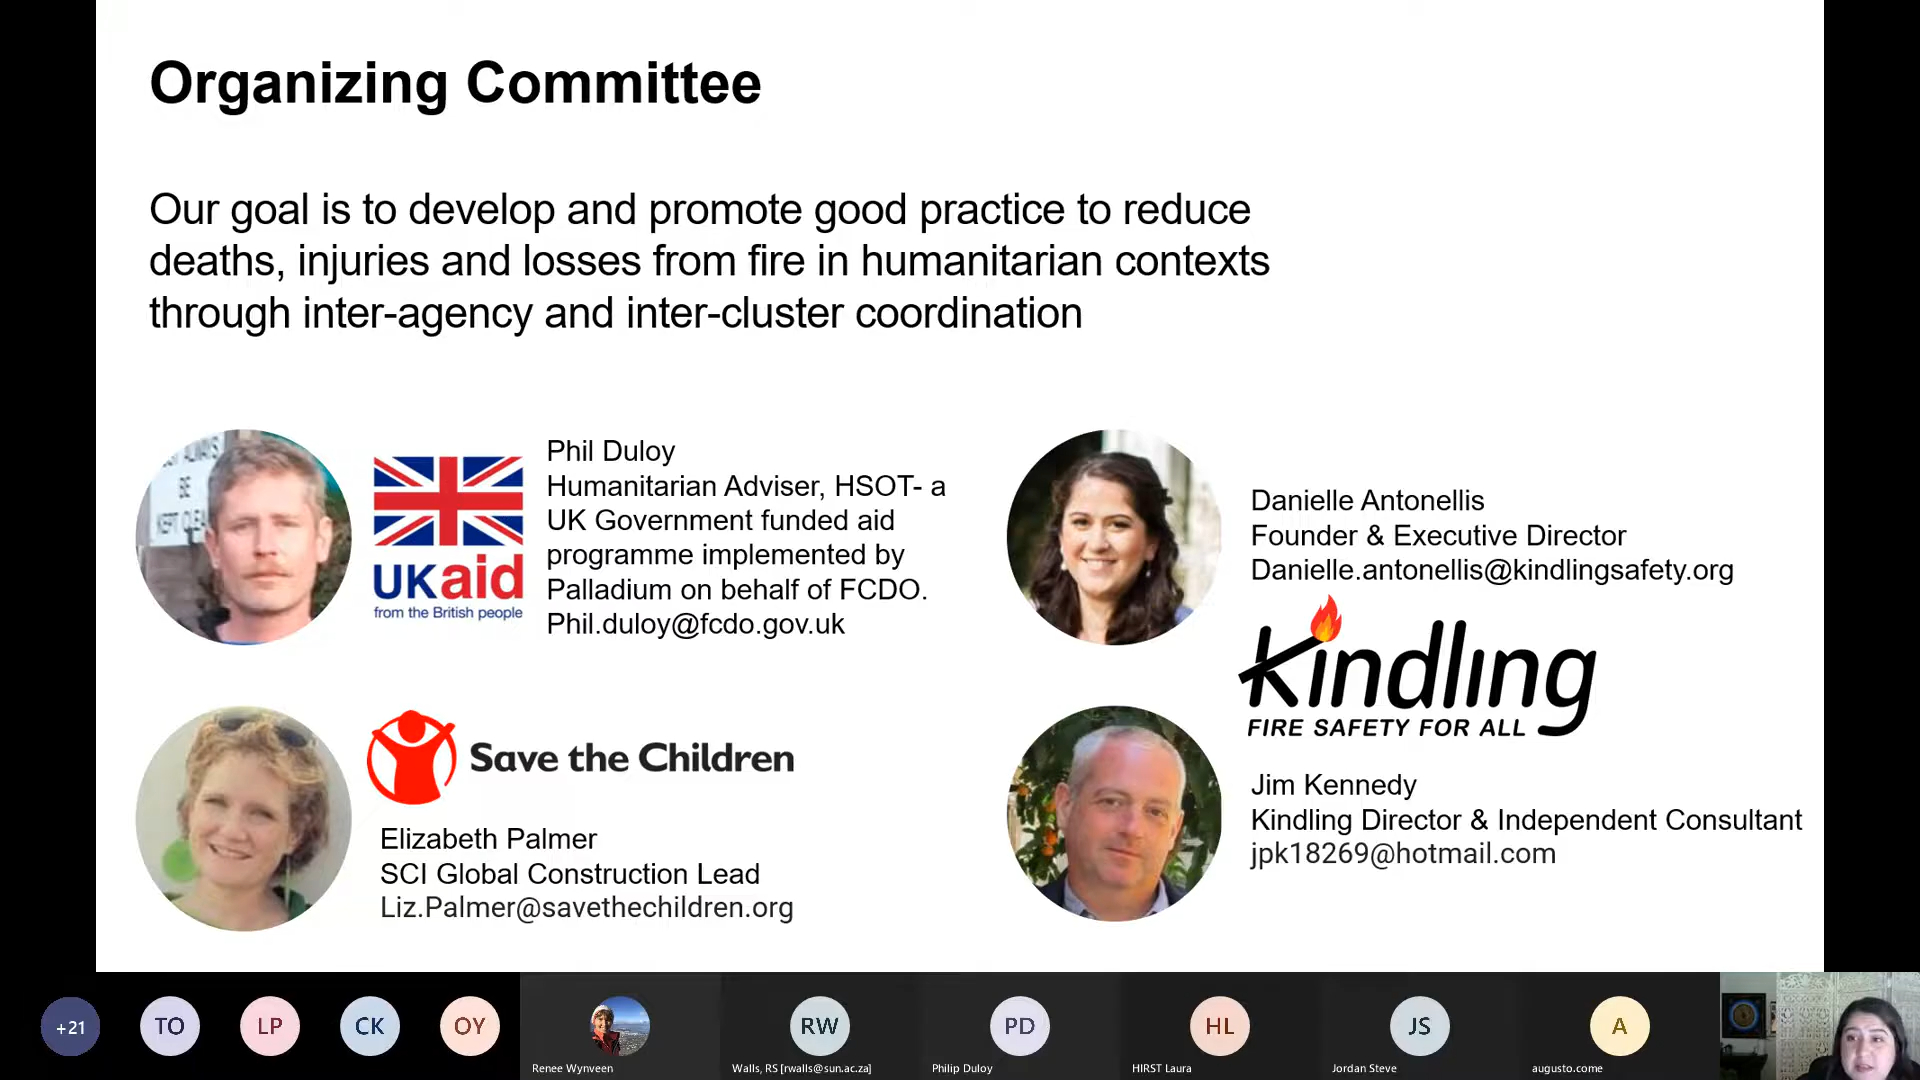 Organizing Committee
Our goal is to develop and promote good practice to reduce
deaths, injuries and losses from fire in humanitarian contexts
through inter-agency and inter-cluster coordination
ALWAYS
BE
UKaid
from the British people
Phil Duloy
Humanitarian Adviser, HSOT- a
UK Government funded aid
programme implemented by
Palladium on behalf of FCDO.
Phil.duloy@fcdo.gov.uk
Danielle Antonellis
Founder & Executive Director
Danielle.antonellis@kindlingsafety.org
Kindling
FIRE SAFETY FOR ALL
Save the Children
Elizabeth Palmer
SCI Global Construction Lead
Liz.Palmer@savethechildren.org
Jim Kennedy
Kindling Director & Independent Consultant
jpk18269@hotmail.com
+21
TO
LP
CK
OY
Renee Wynveen
RW
Walls, RS [rwalls@sun.ac.za]
PD
Philip Duloy
HL
HIRST Laura
JS
Jordan Steve
A
augusto.come